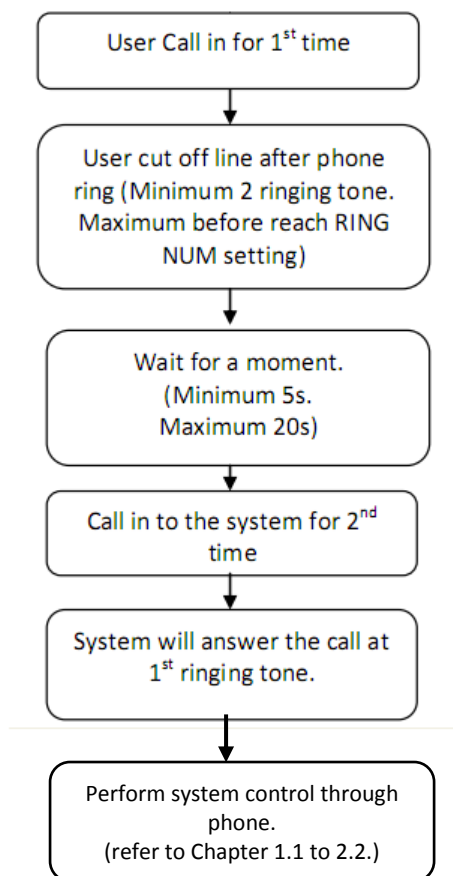 User Call in for 1st time
User cut off line after phone
ring (Minimum 2 ringing tone.
Maximum before reach RING
NUM setting)
Wait for a moment.
(Minimum 5s.
Maximum 20s)
Call in to the system for 2nd
time
System will answer the call at
1st ringing tone.
Perform system control through
phone.
(refer to Chapter 1.1 to 2.2.)